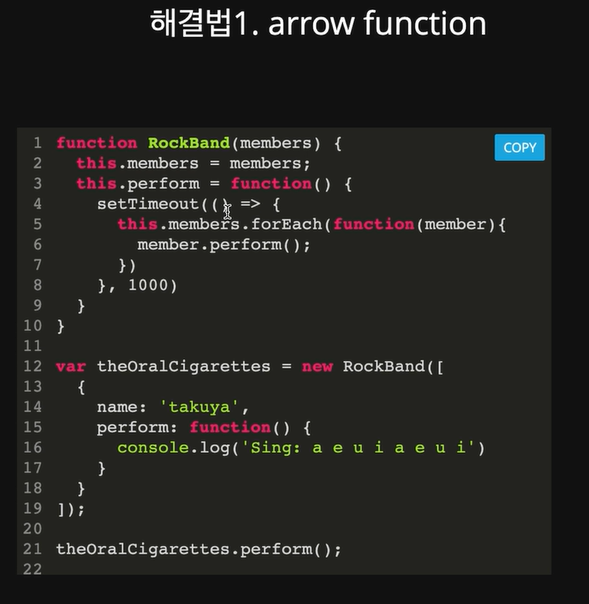 해결법1. arrow function
COPY
1 function RockBand(members) {
2   this.members = members;
3   this.perform = function() {
4     setTimeout(() => {
5       this.members.forEach(function(member){
6         member.perform();
7       })
8     }, 1000)
9   }
10 }
11
12 var theOralCigarettes = new RockBand([
13   {
14     name: 'takuya',
15     perform: function() {
16       console.log('Sing: a e u i a e u i')
17     }
18   }
19 ]);
20
21 theOralCigarettes.perform();
22